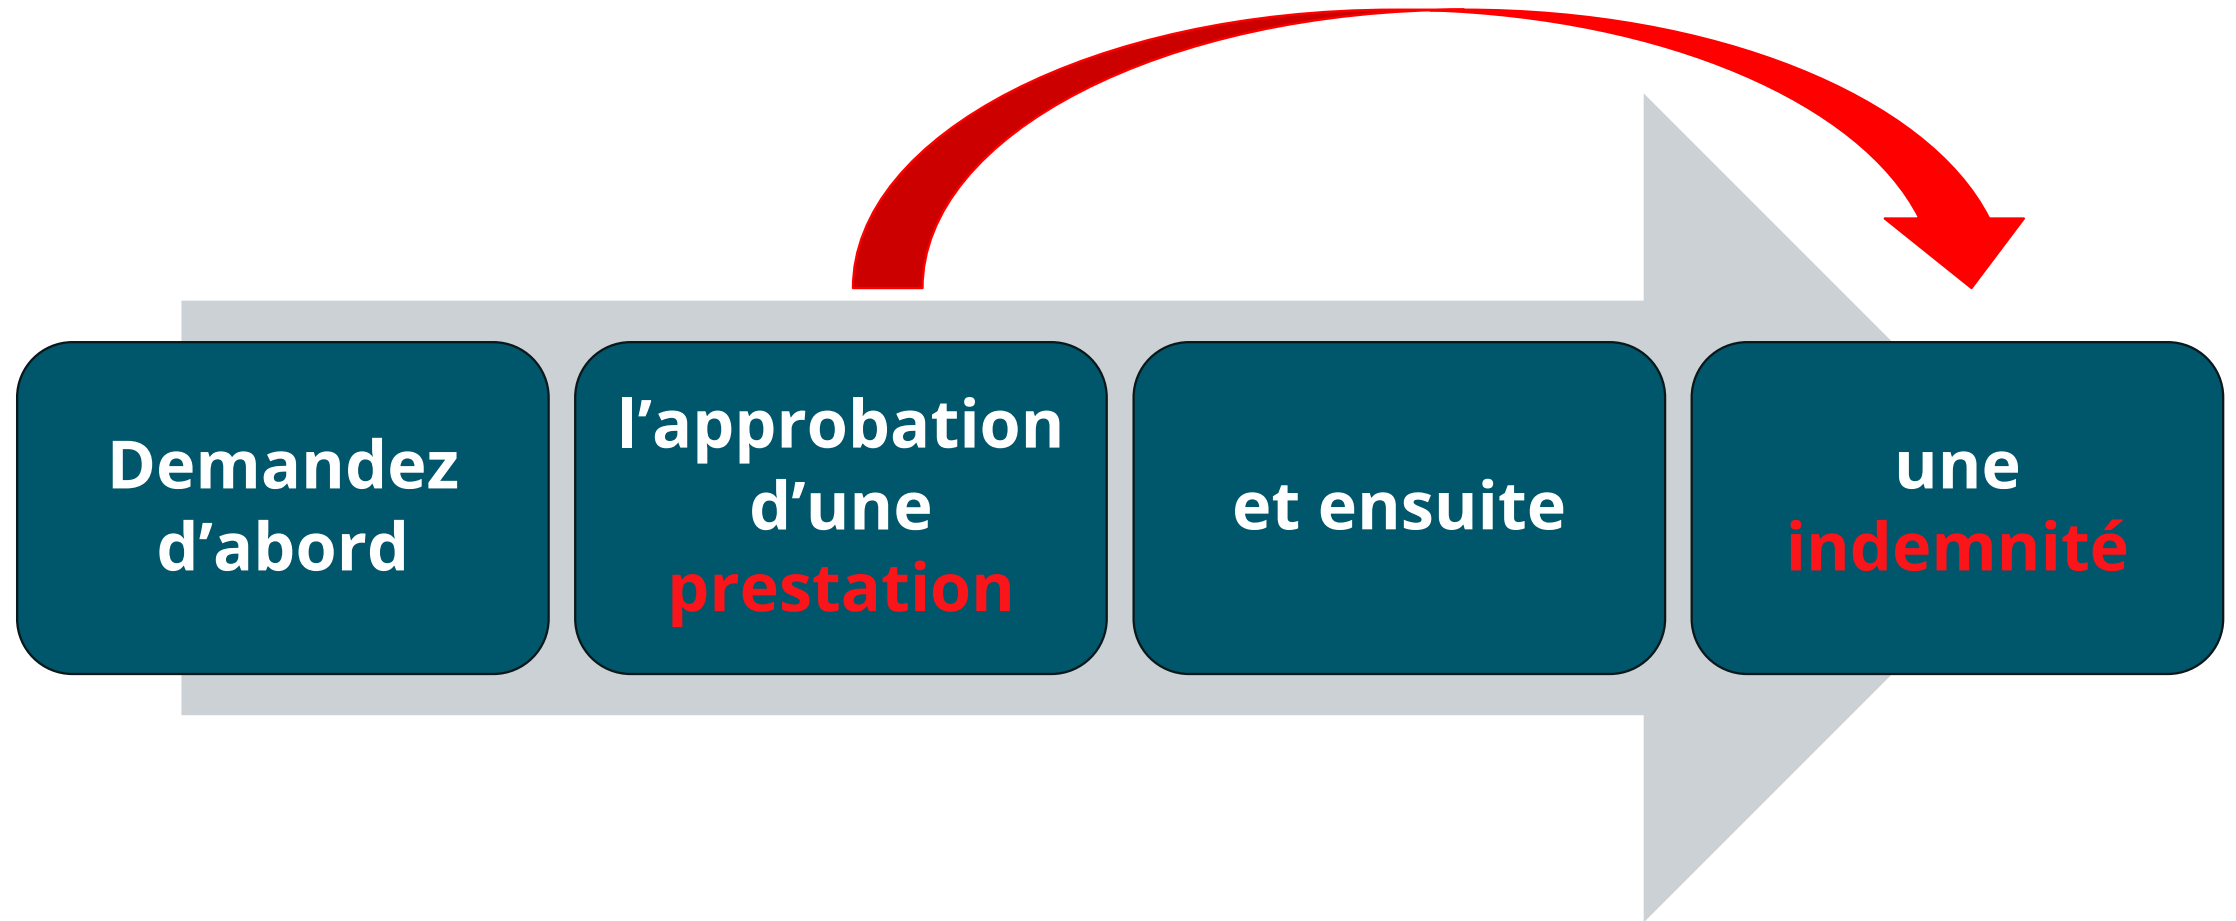 Demandez
d’abord
l’approbation
d’une
prestation
et ensuite
une
indemnité